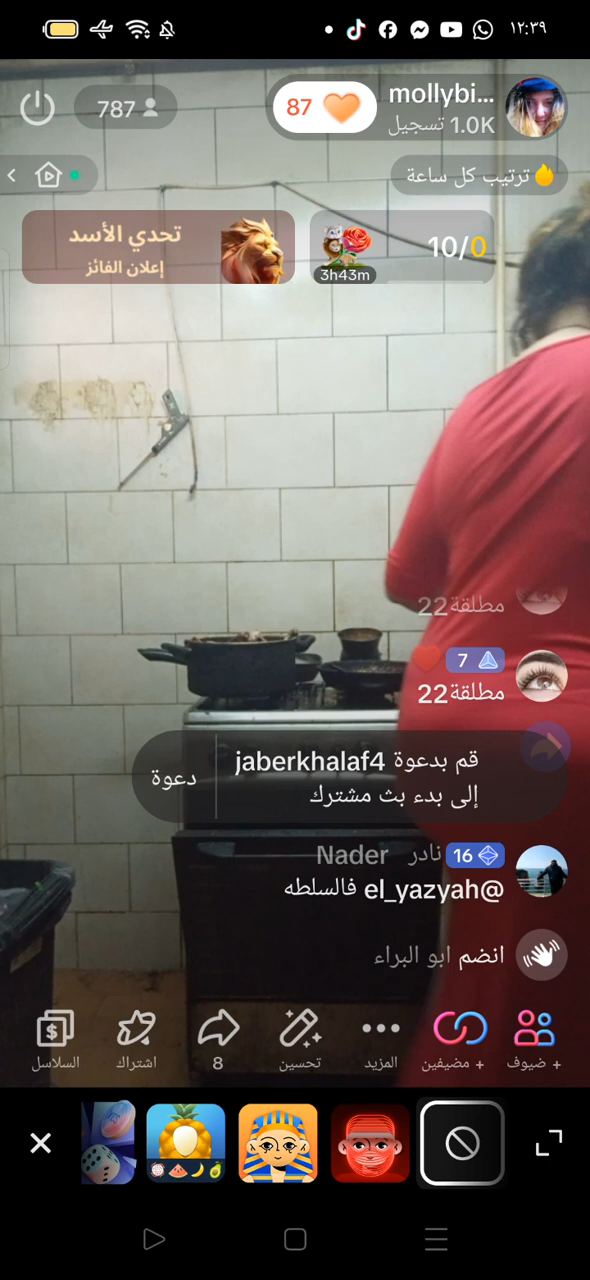 ١٢:٣٩
787
87
mollybi...
1.0K تسجيل
ترتيب كل ساعة
تحدي الأسد
إعلان الفائز
10/0
3h43m
مطلقة22
7
مطلقة22
قم بدعوة jaberkhalaf4
إلى بدء بث مشترك
دعوة
16 نادر Nader
@el_yazyah فالسلطه
انضم ابو البراء
+ ضيوف
+ مضيفين
المزيد
تحسين
8
اشتراك
السلاسل